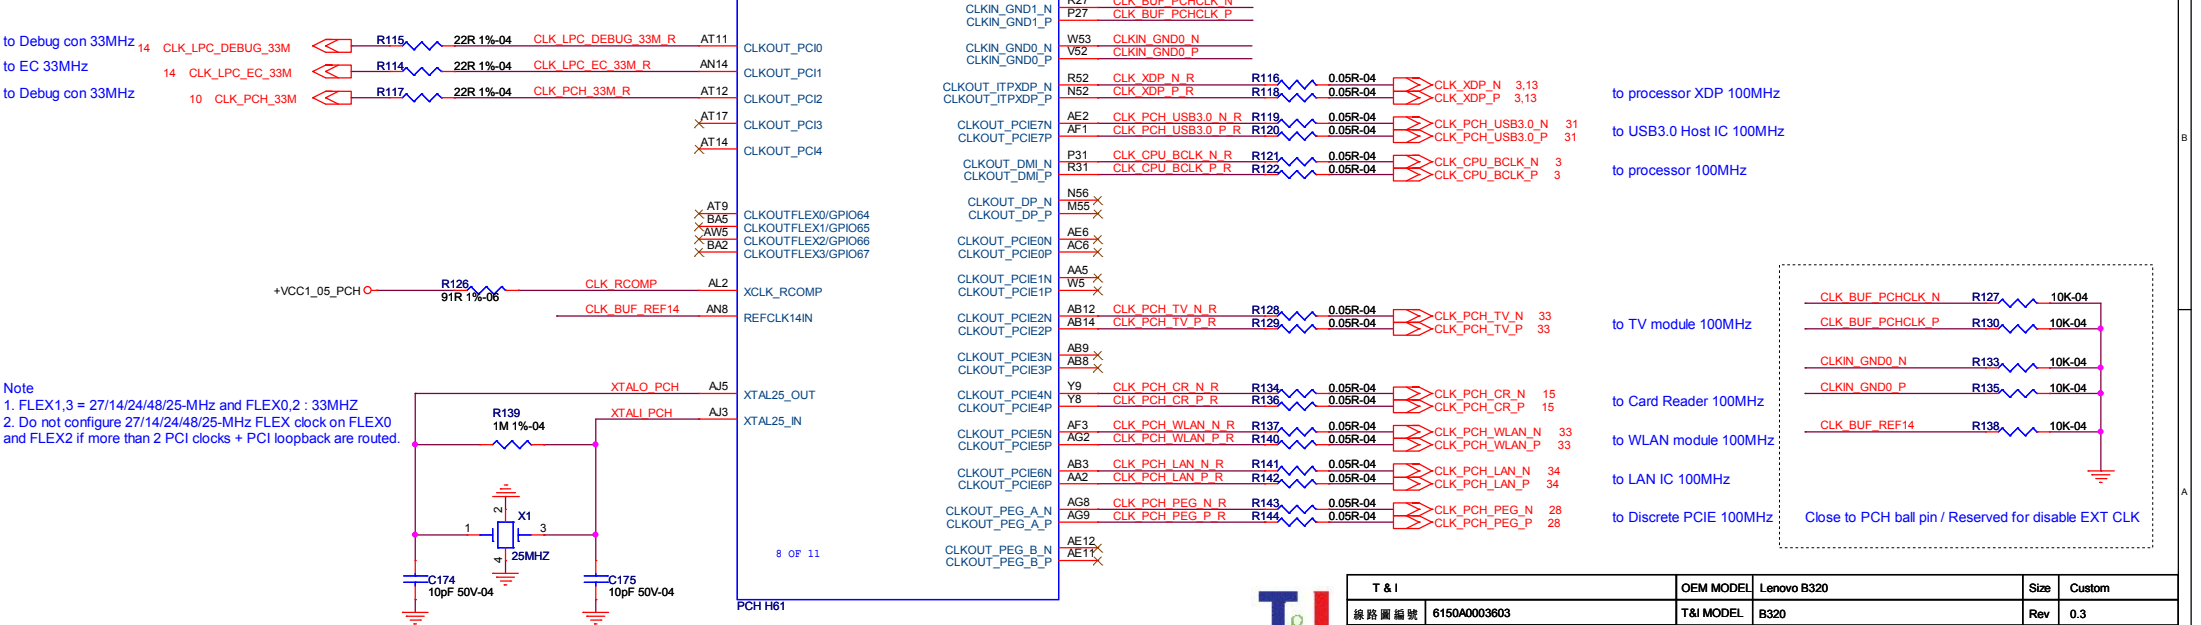 CLKIN_GND1_N R27 CLK_BUF_PCHCLK_N
CLKIN_GND1_P P27 CLK_BUF_PCHCLK_P
to Debug con 33MHz 14 CLK_LPC_DEBUG_33M R115 22R 1%-04 CLK_LPC_DEBUG_33M_R AT11 CLKOUT_PCI0
to EC 33MHz 14 CLK_LPC_EC_33M R114 22R 1%-04 CLK_LPC_EC_33M_R AN14 CLKOUT_PCI1
to Debug con 33MHz 10 CLK_PCH_33M R117 22R 1%-04 CLK_PCH_33M_R AT12 CLKOUT_PCI2
AT17 CLKOUT_PCI3
AT14 CLKOUT_PCI4
AT9 CLKOUTFLEX0/GPIO64
BA5 CLKOUTFLEX1/GPIO65
AW5 CLKOUTFLEX2/GPIO66
BA2 CLKOUTFLEX3/GPIO67
+VCC1_05_PCH R126 91R 1%-06 CLK_RCOMP AL2 XCLK_RCOMP
CLK_BUF_REF14 AN8 REFCLK14IN
XTALO_PCH AJ5 XTAL25_OUT
XTALI_PCH AJ3 XTAL25_IN
Note
1. FLEX1,3 = 27/14/24/48/25-MHz and FLEX0,2 : 33MHZ
2. Do not configure 27/14/24/48/25-MHz FLEX clock on FLEX0
and FLEX2 if more than 2 PCI clocks + PCI loopback are routed.
R139
1M 1%-04
1 2 3 4
X1
25MHZ
C174
10pF 50V-04
C175
10pF 50V-04
8 OF 11
PCH H61
CLKIN_GND0_N W53 CLKIN_GND0_N
CLKIN_GND0_P V52 CLKIN_GND0_P
CLKOUT_ITPXDP_N R52 CLK_XDP_N_R R116 0.05R-04 CLK_XDP_N 3,13
CLKOUT_ITPXDP_P N52 CLK_XDP_P_R R118 0.05R-04 CLK_XDP_P 3,13
to processor XDP 100MHz
CLKOUT_PCIE7N AE2 CLK_PCH_USB3.0_N_R R119 0.05R-04 CLK_PCH_USB3.0_N 31
CLKOUT_PCIE7P AF1 CLK_PCH_USB3.0_P_R R120 0.05R-04 CLK_PCH_USB3.0_P 31
to USB3.0 Host IC 100MHz
CLKOUT_DMI_N P31 CLK_CPU_BCLK_N_R R121 0.05R-04 CLK_CPU_BCLK_N 3
CLKOUT_DMI_P R31 CLK_CPU_BCLK_P_R R122 0.05R-04 CLK_CPU_BCLK_P 3
to processor 100MHz
CLKOUT_DP_N N56
CLKOUT_DP_P M55
CLKOUT_PCIE0N AE6
CLKOUT_PCIE0P AC6
CLKOUT_PCIE1N AA5
CLKOUT_PCIE1P W5
CLKOUT_PCIE2N AB12 CLK_PCH_TV_N_R R128 0.05R-04 CLK_PCH_TV_N 33
CLKOUT_PCIE2P AB14 CLK_PCH_TV_P_R R129 0.05R-04 CLK_PCH_TV_P 33
to TV module 100MHz
CLKOUT_PCIE3N AB9
CLKOUT_PCIE3P AB8
CLKOUT_PCIE4N Y9 CLK_PCH_CR_N_R R134 0.05R-04 CLK_PCH_CR_N 15
CLKOUT_PCIE4P Y8 CLK_PCH_CR_P_R R136 0.05R-04 CLK_PCH_CR_P 15
to Card Reader 100MHz
CLKOUT_PCIE5N AF3 CLK_PCH_WLAN_N_R R137 0.05R-04 CLK_PCH_WLAN_N 33
CLKOUT_PCIE5P AG2 CLK_PCH_WLAN_P_R R140 0.05R-04 CLK_PCH_WLAN_P 33
to WLAN module 100MHz
CLKOUT_PCIE6N AB3 CLK_PCH_LAN_N_R R141 0.05R-04 CLK_PCH_LAN_N 34
CLKOUT_PCIE6P AA2 CLK_PCH_LAN_P_R R142 0.05R-04 CLK_PCH_LAN_P 34
to LAN IC 100MHz
CLKOUT_PEG_A_N AG8 CLK_PCH_PEG_N_R R143 0.05R-04 CLK_PCH_PEG_N 28
CLKOUT_PEG_A_P AG9 CLK_PCH_PEG_P_R R144 0.05R-04 CLK_PCH_PEG_P 28
to Discrete PCIE 100MHz
CLKOUT_PEG_B_N AE12
CLKOUT_PEG_B_P AE11
CLK_BUF_PCHCLK_N R127 10K-04
CLK_BUF_PCHCLK_P R130 10K-04
CLKIN_GND0_N R133 10K-04
CLKIN_GND0_P R135 10K-04
CLK_BUF_REF14 R138 10K-04
Close to PCH ball pin / Reserved for disable EXT CLK
B
A
T&I
T & I OEM MODEL Lenovo B320 Size Custom
線路圖編號 6150A0003603 T&I MODEL B320 Rev 0.3